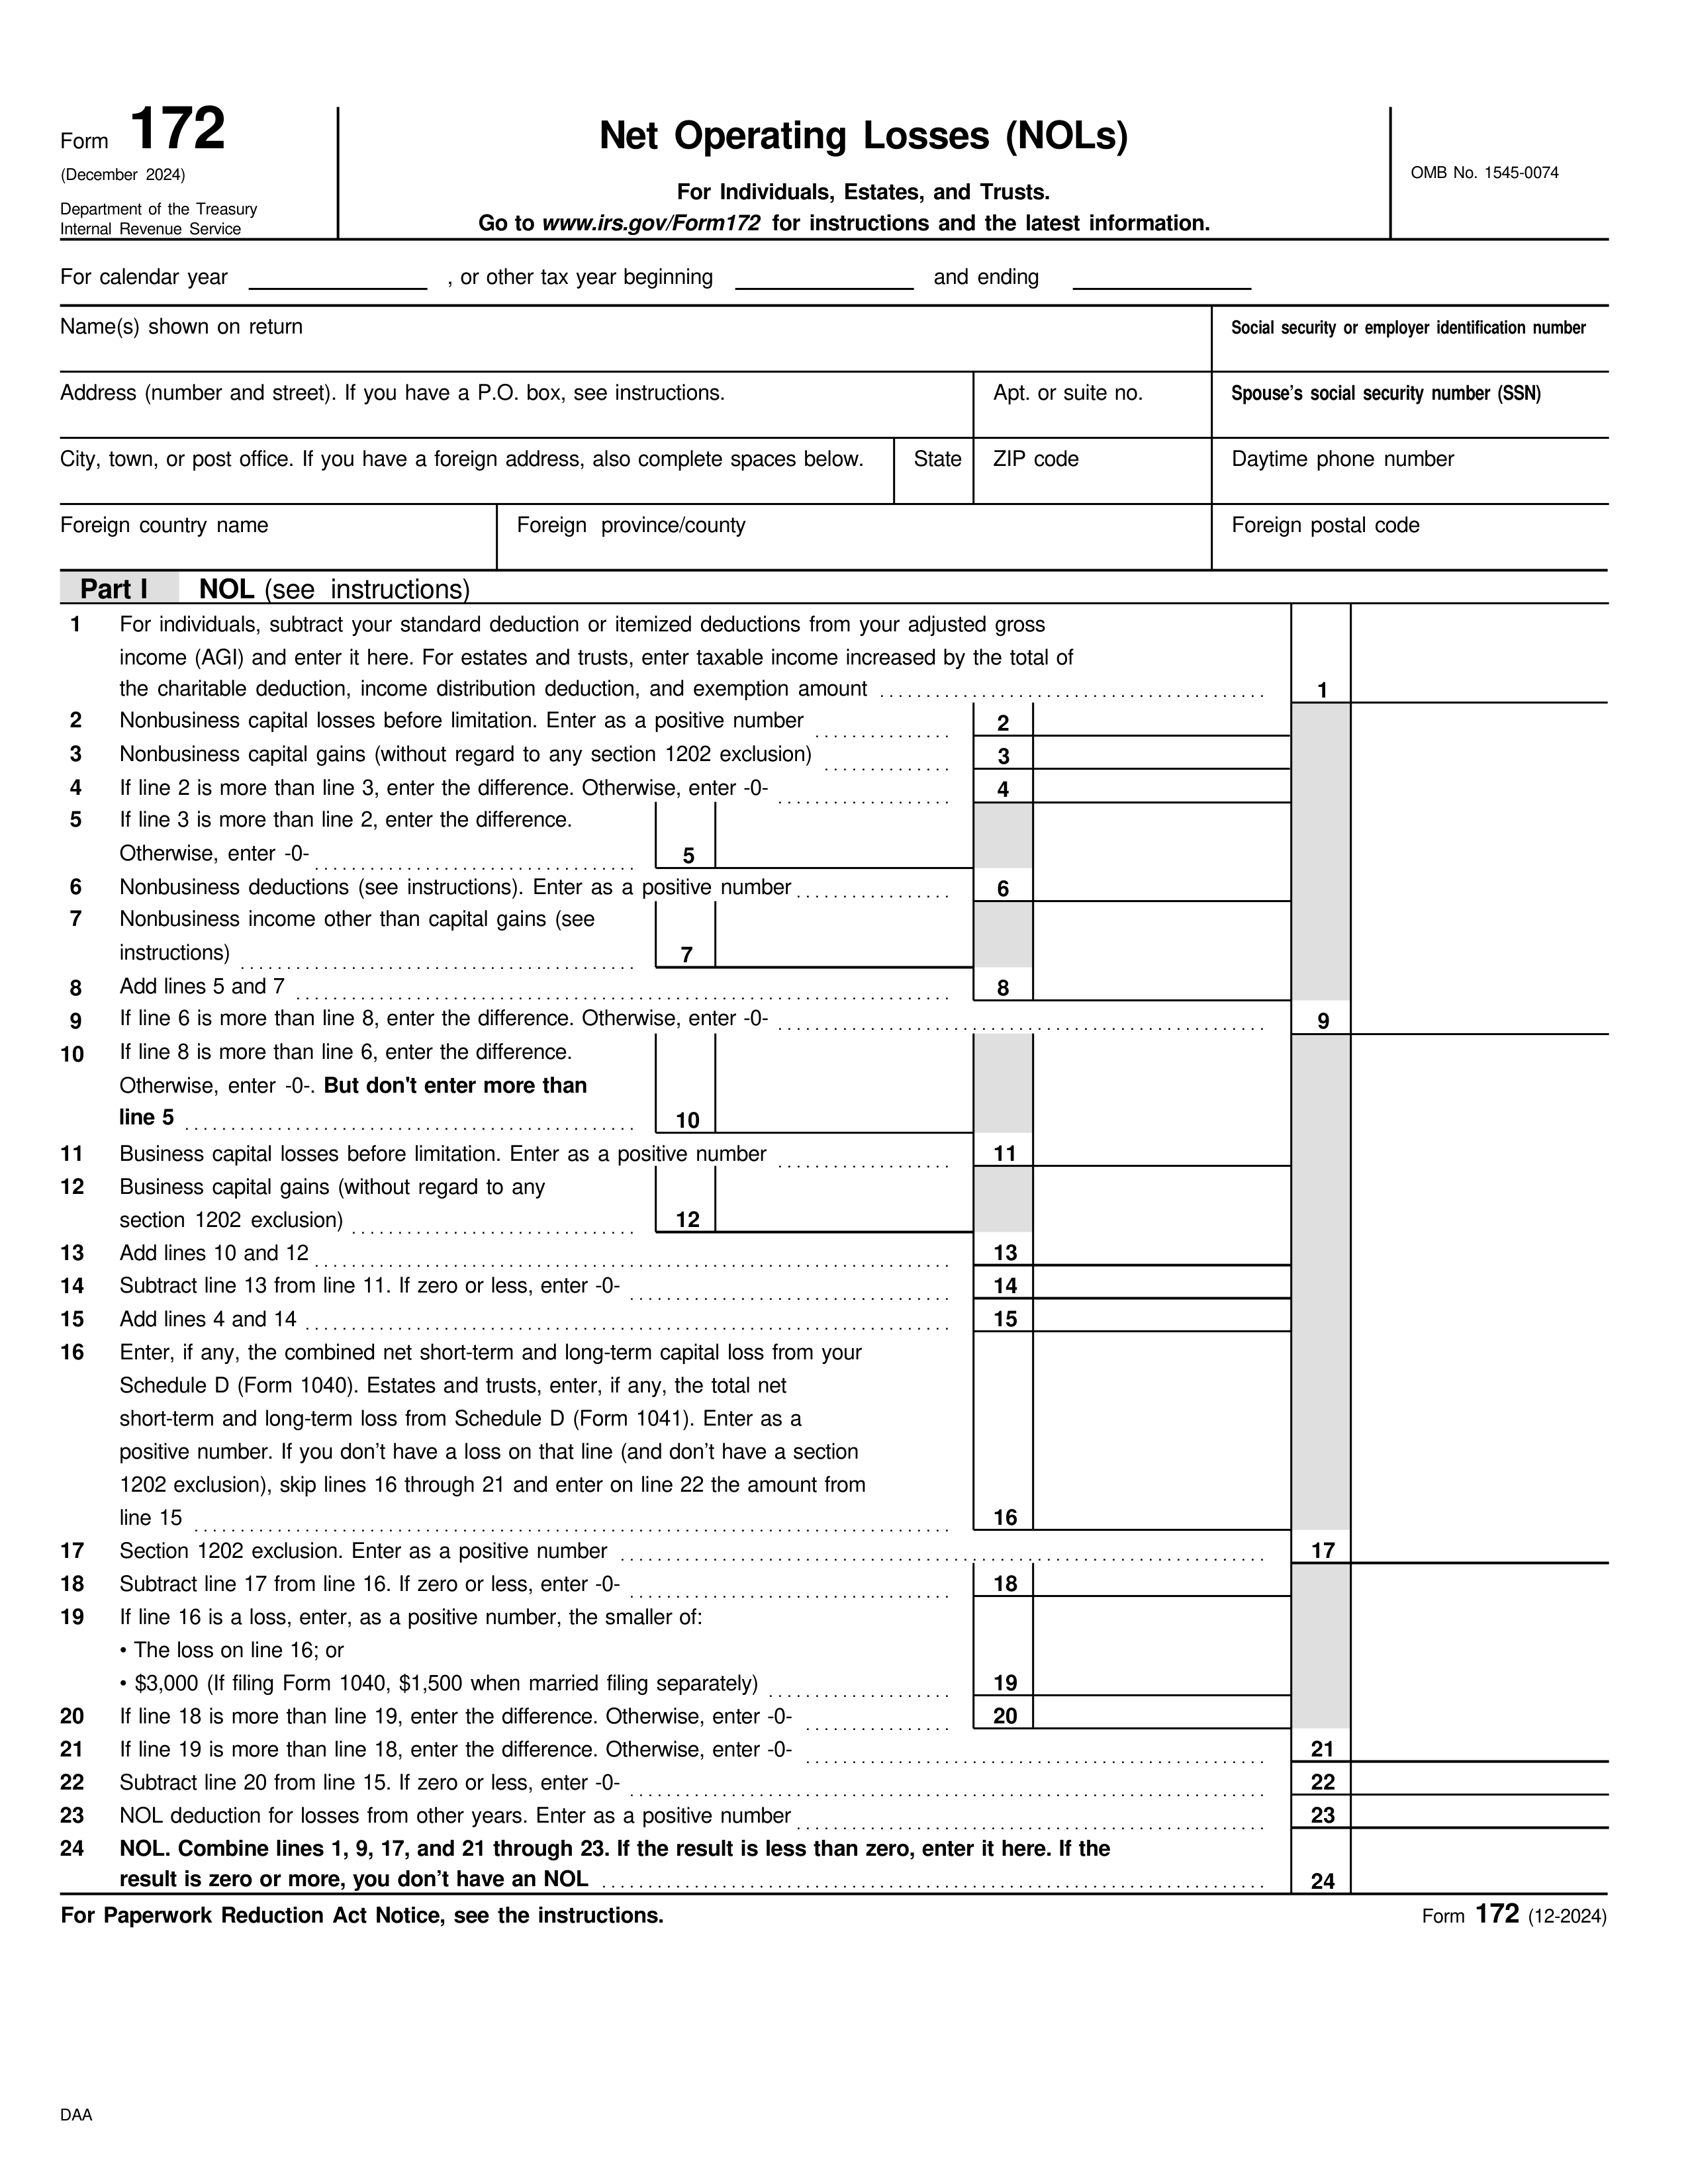 Form 172
(December 2024)
Department of the Treasury
Internal Revenue Service
Net Operating Losses (NOLs)
For Individuals, Estates, and Trusts.
Go to www.irs.gov/Form172 for instructions and the latest information.
OMB No. 1545-0074
For calendar year , or other tax year beginning and ending
Name(s) shown on return
Social security or employer identification number
Address (number and street). If you have a P.O. box, see instructions.
Apt. or suite no.
Spouse's social security number (SSN)
City, town, or post office. If you have a foreign address, also complete spaces below.
State
ZIP code
Daytime phone number
Foreign country name
Foreign province/county
Foreign postal code
Part I NOL (see instructions)
1 For individuals, subtract your standard deduction or itemized deductions from your adjusted gross
income (AGI) and enter it here. For estates and trusts, enter taxable income increased by the total of
the charitable deduction, income distribution deduction, and exemption amount 1
2 Nonbusiness capital losses before limitation. Enter as a positive number 2
3 Nonbusiness capital gains (without regard to any section 1202 exclusion) 3
4 If line 2 is more than line 3, enter the difference. Otherwise, enter -0- 4
5 If line 3 is more than line 2, enter the difference.
Otherwise, enter -0- 5
6 Nonbusiness deductions (see instructions). Enter as a positive number 6
7 Nonbusiness income other than capital gains (see
instructions) 7
8 Add lines 5 and 7 8
9 If line 6 is more than line 8, enter the difference. Otherwise, enter -0- 9
10 If line 8 is more than line 6, enter the difference.
Otherwise, enter -0-. But don't enter more than
line 5 10
11 Business capital losses before limitation. Enter as a positive number 11
12 Business capital gains (without regard to any
section 1202 exclusion) 12
13 Add lines 10 and 12 13
14 Subtract line 13 from line 11. If zero or less, enter -0- 14
15 Add lines 4 and 14 15
16 Enter, if any, the combined net short-term and long-term capital loss from your
Schedule D (Form 1040). Estates and trusts, enter, if any, the total net
short-term and long-term loss from Schedule D (Form 1041). Enter as a
positive number. If you don't have a loss on that line (and don't have a section
1202 exclusion), skip lines 16 through 21 and enter on line 22 the amount from
line 15 16
17 Section 1202 exclusion. Enter as a positive number 17
18 Subtract line 17 from line 16. If zero or less, enter -0- 18
19 If line 16 is a loss, enter, as a positive number, the smaller of:
• The loss on line 16; or
• $3,000 (If filing Form 1040, $1,500 when married filing separately) 19
20 If line 18 is more than line 19, enter the difference. Otherwise, enter -0- 20
21 If line 19 is more than line 18, enter the difference. Otherwise, enter -0- 21
22 Subtract line 20 from line 15. If zero or less, enter -0- 22
23 NOL deduction for losses from other years. Enter as a positive number 23
24 NOL. Combine lines 1, 9, 17, and 21 through 23. If the result is less than zero, enter it here. If the
result is zero or more, you don't have an NOL 24
For Paperwork Reduction Act Notice, see the instructions.
Form 172 (12-2024)
DAA